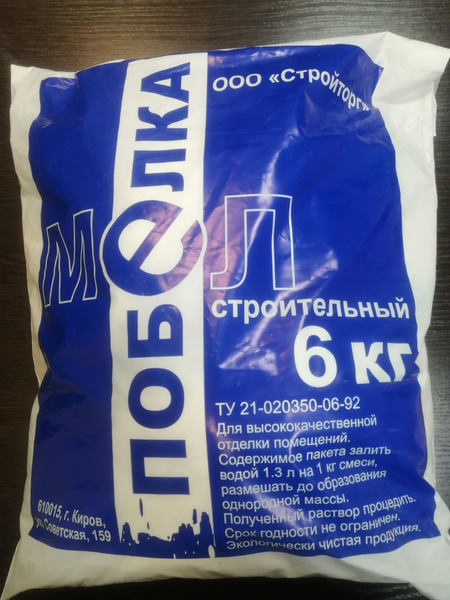 ООО «Стройторг»
ПОБЕЛКА
МЕЛ
строительный
6 кг
ТУ 21-020350-06-92
Для высококачественной
отделки помещений.
Содержимое пакета залить
водой 1.3 л на 1 кг смеси,
размешать до образования
однородной массы.
Полученный раствор процедить.
Срок годности не ограничен.
Экологически чистая продукция.
610015, г. Киров,
ул. Советская, 159